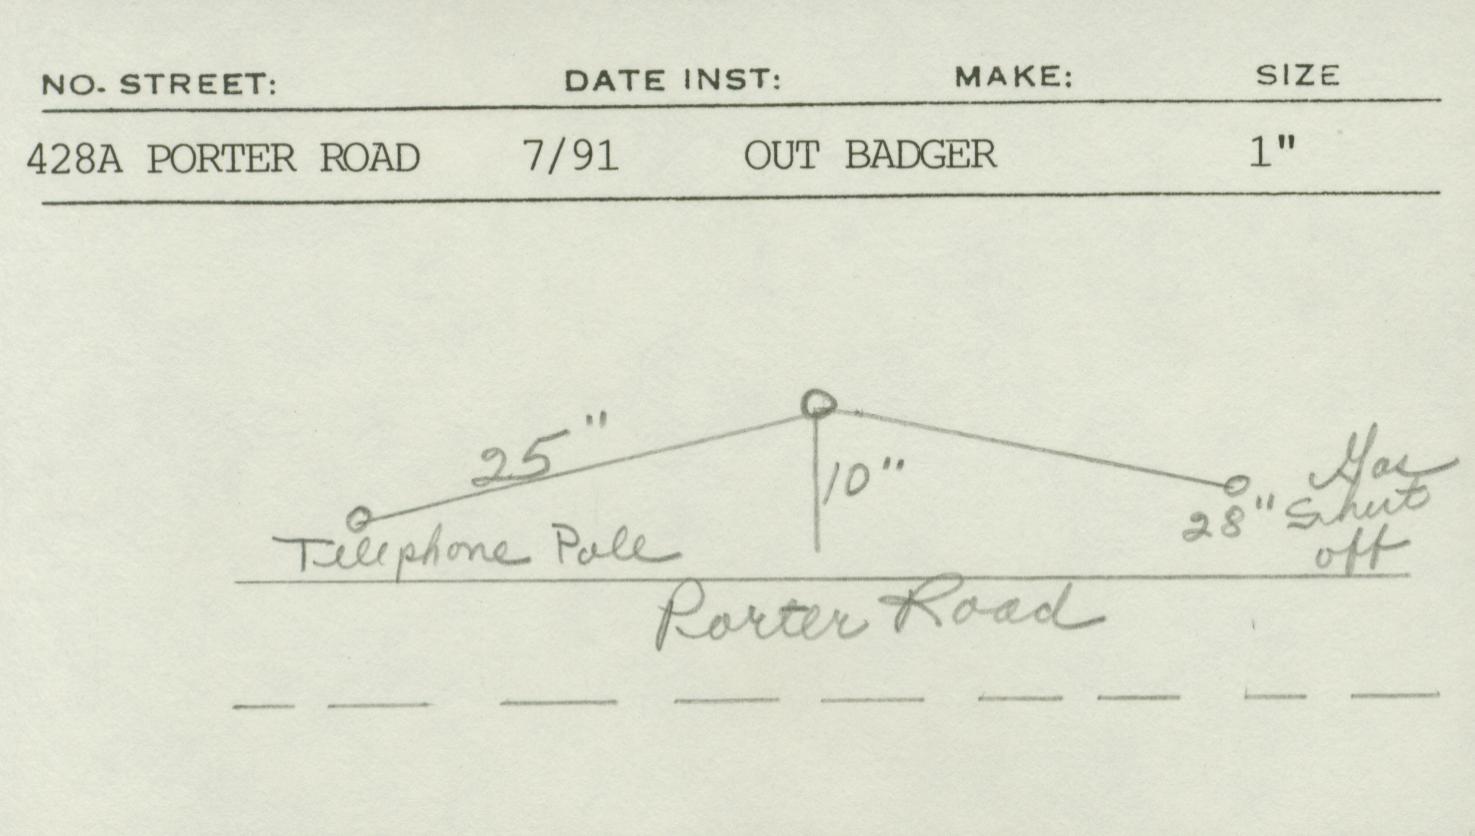 NO. STREET: DATE INST: MAKE: SIZE
428A PORTER ROAD 7/91 OUT BADGER 1"
25"
10"
Gas
28" Shut
off
Telephone Pole
Porter Road